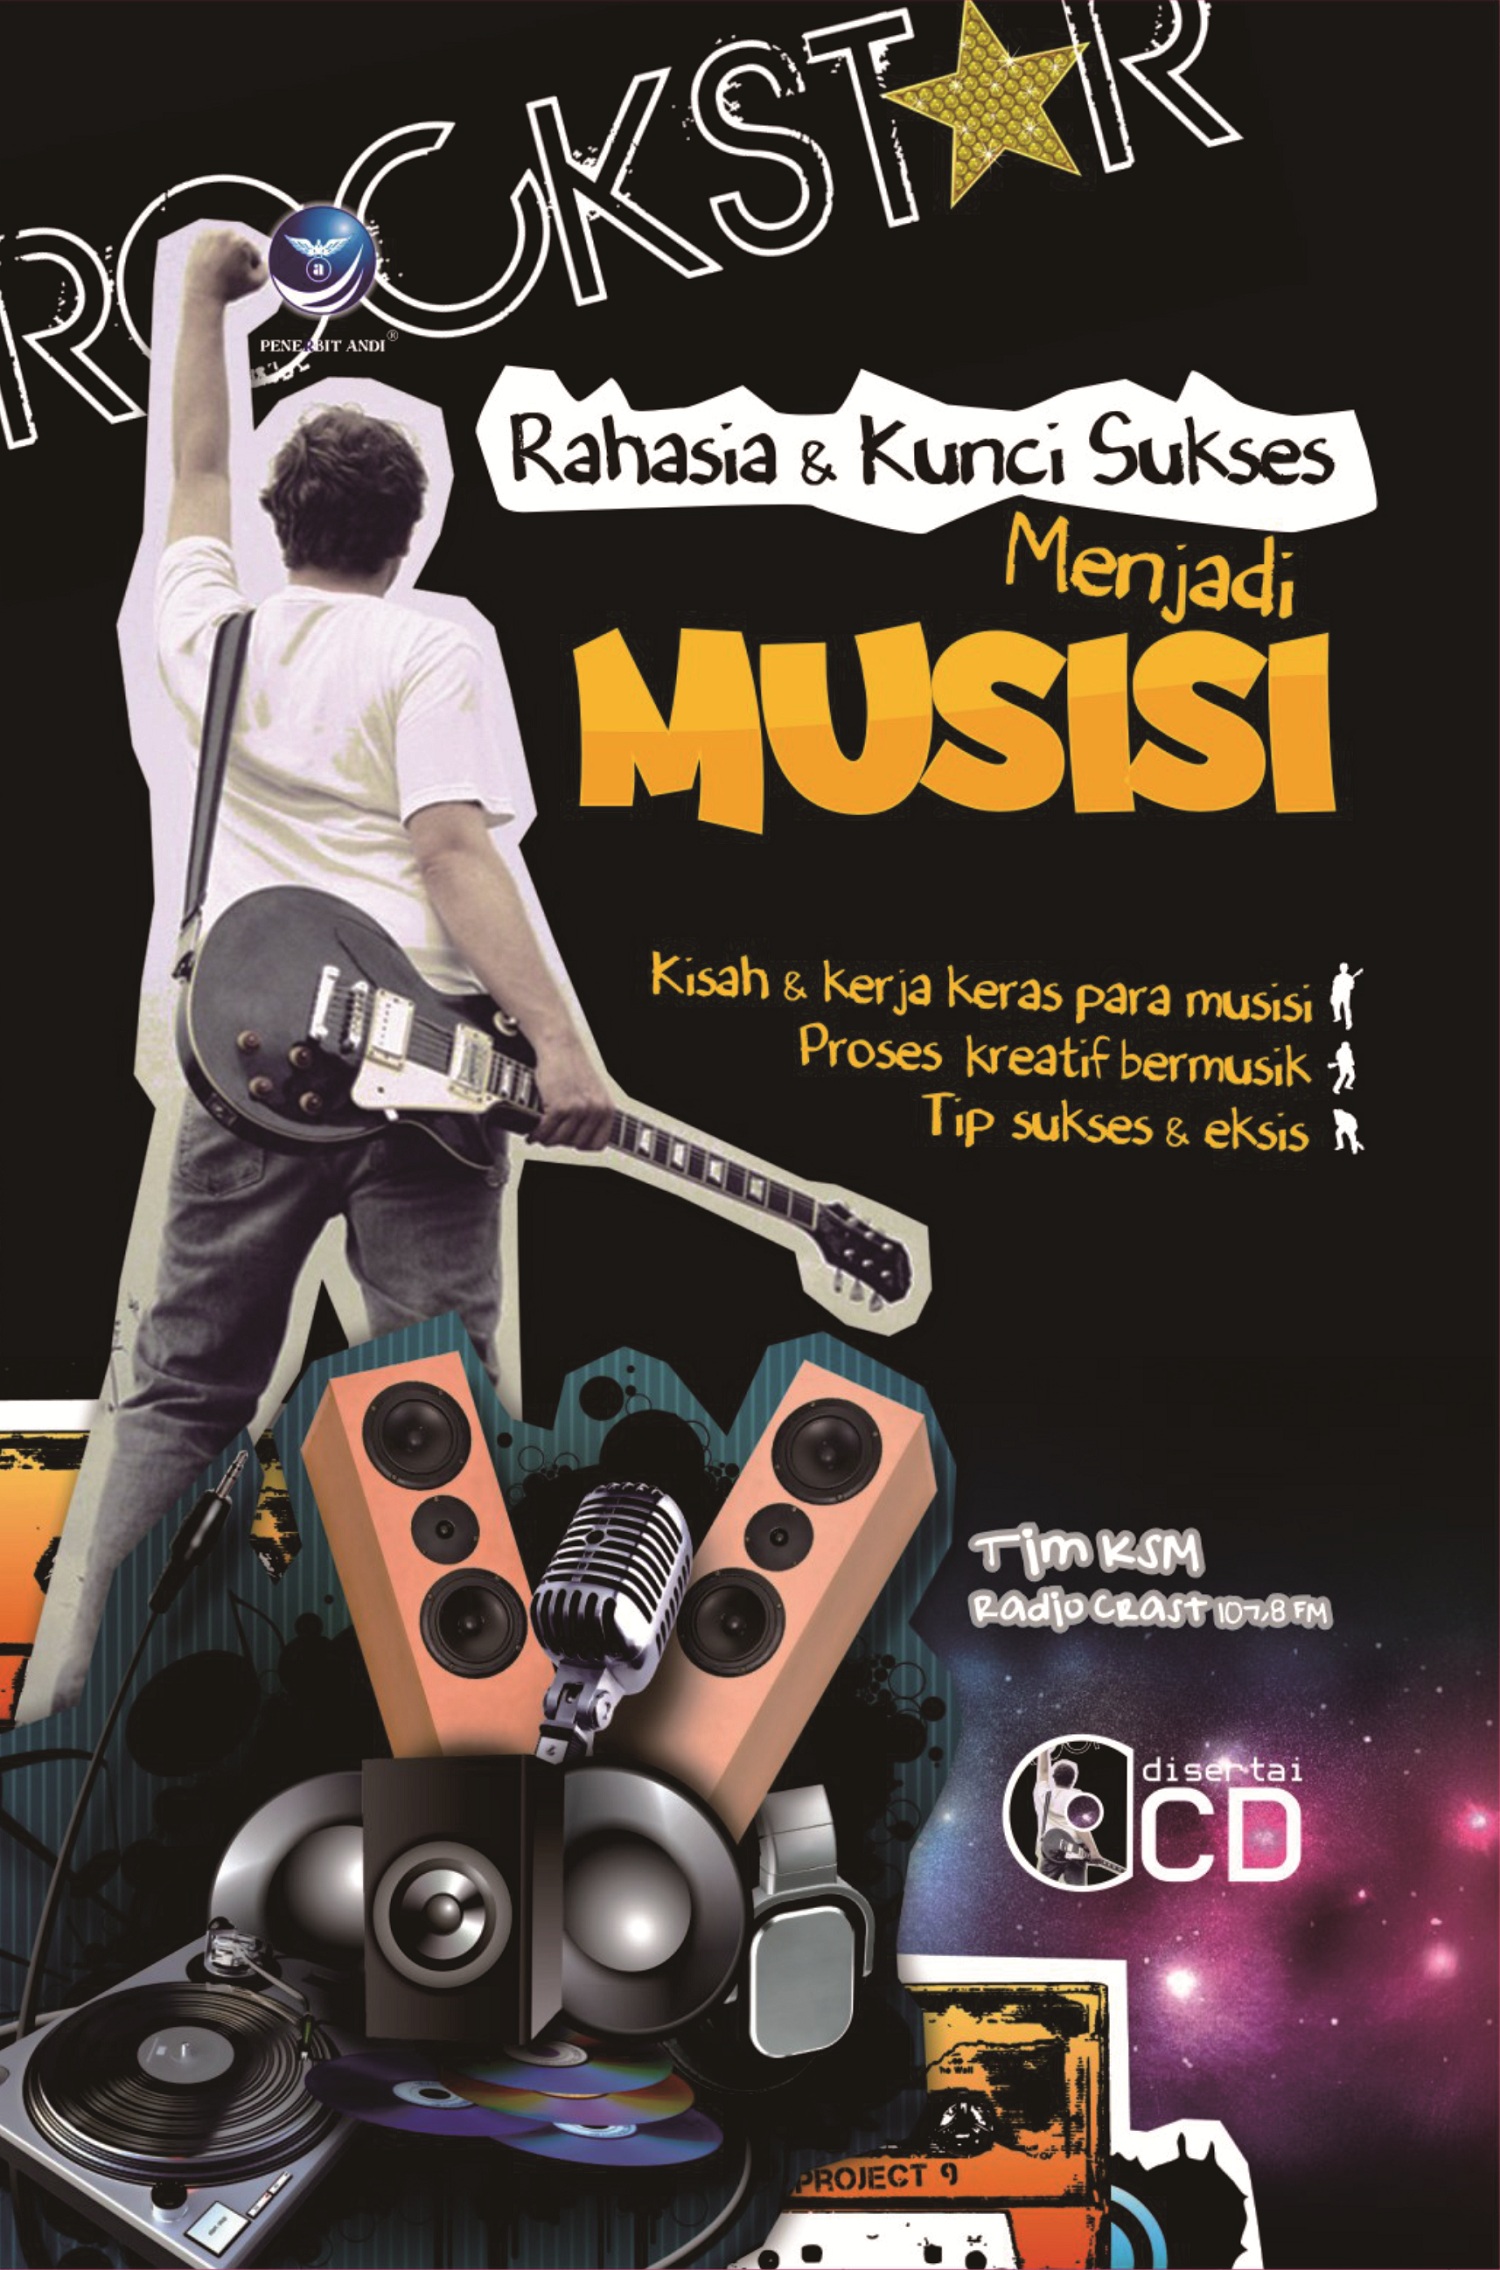 ROCKSTAR
a
PENERBIT ANDI®
Rahasia & Kunci Sukses
Menjadi
MUSISI
Kisah & kerja keras para musisi
Proses kreatif bermusik
Tip sukses & eksis
Tim KSM
Radio Crast 107,8 FM
disertai
CD
PROJECT 9